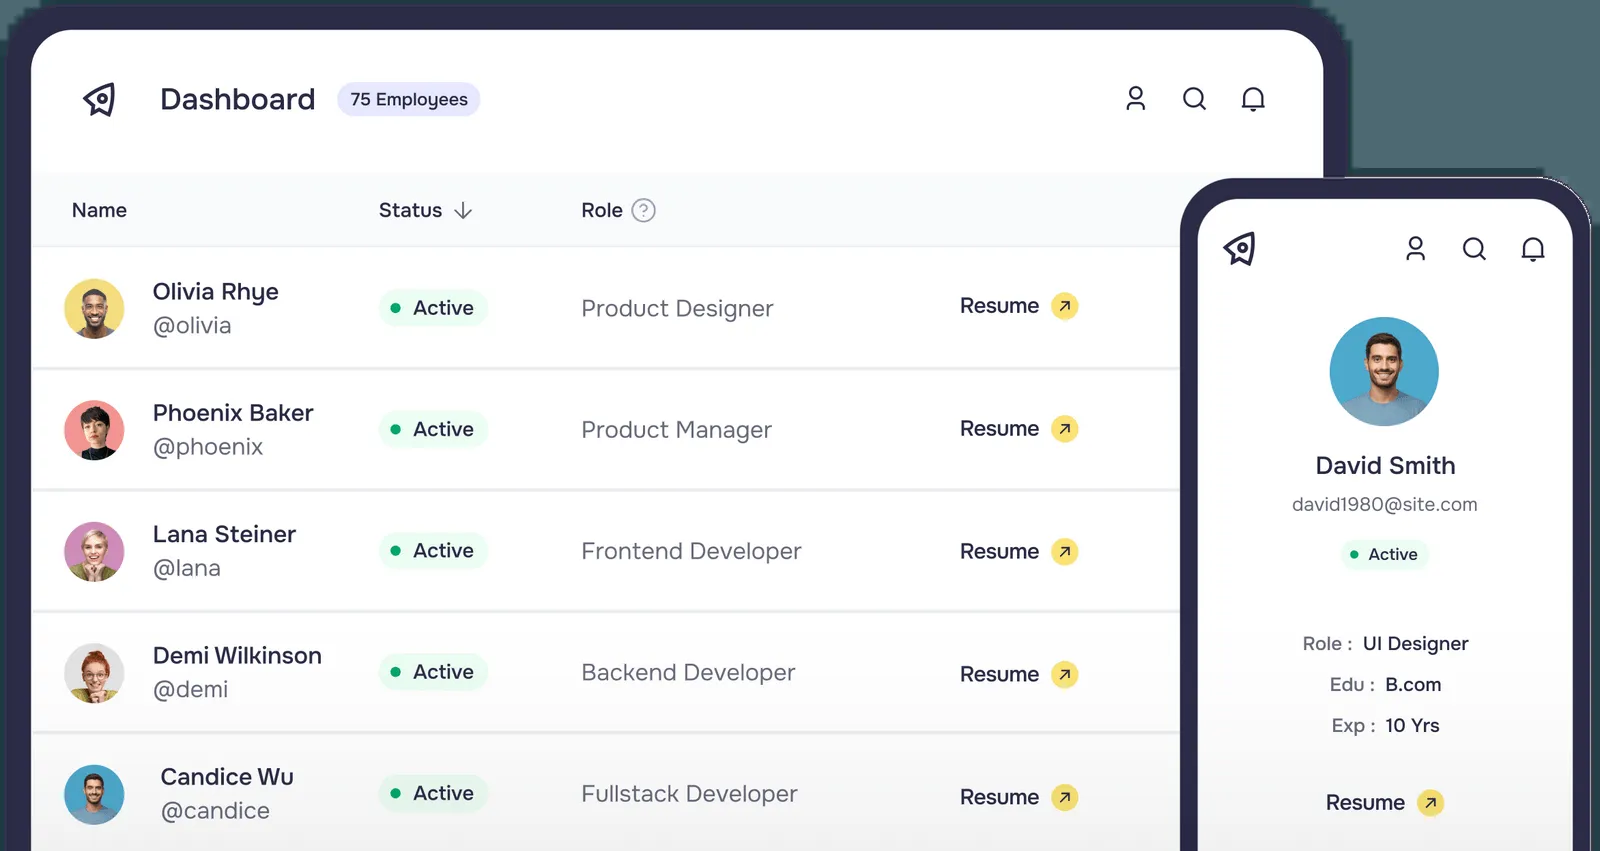 Dashboard 75 Employees
Name Status Role ?
Olivia Rhye
@olivia
Active
Product Designer
Resume
Phoenix Baker
@phoenix
Active
Product Manager
Resume
Lana Steiner
@lana
Active
Frontend Developer
Resume
Demi Wilkinson
@demi
Active
Backend Developer
Resume
Candice Wu
@candice
Active
Fullstack Developer
Resume
David Smith
david1980@site.com
Active
Role : UI Designer
Edu : B.com
Exp : 10 Yrs
Resume